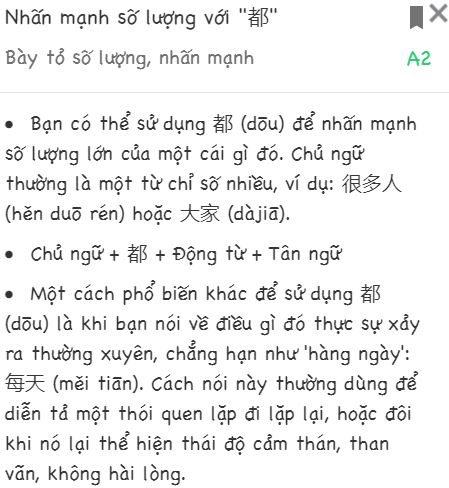 Nhấn mạnh số lượng với "都"
Bày tỏ số lượng, nhấn mạnh A2
• Bạn có thể sử dụng 都 (dōu) để nhấn mạnh
số lượng lớn của một cái gì đó. Chủ ngữ
thường là một từ chỉ số nhiều, ví dụ: 很多人
(hěn duō rén) hoặc 大家 (dàjiā).
• Chủ ngữ + 都 + Động từ + Tân ngữ
• Một cách phổ biến khác để sử dụng 都
(dōu) là khi bạn nói về điều gì đó thực sự xảy
ra thường xuyên, chẳng hạn như 'hàng ngày':
每天 (měi tiān). Cách nói này thường dùng để
diễn tả một thói quen lặp đi lặp lại, hoặc đôi
khi nó lại thể hiện thái độ cảm thán, than
vãn, không hài lòng.